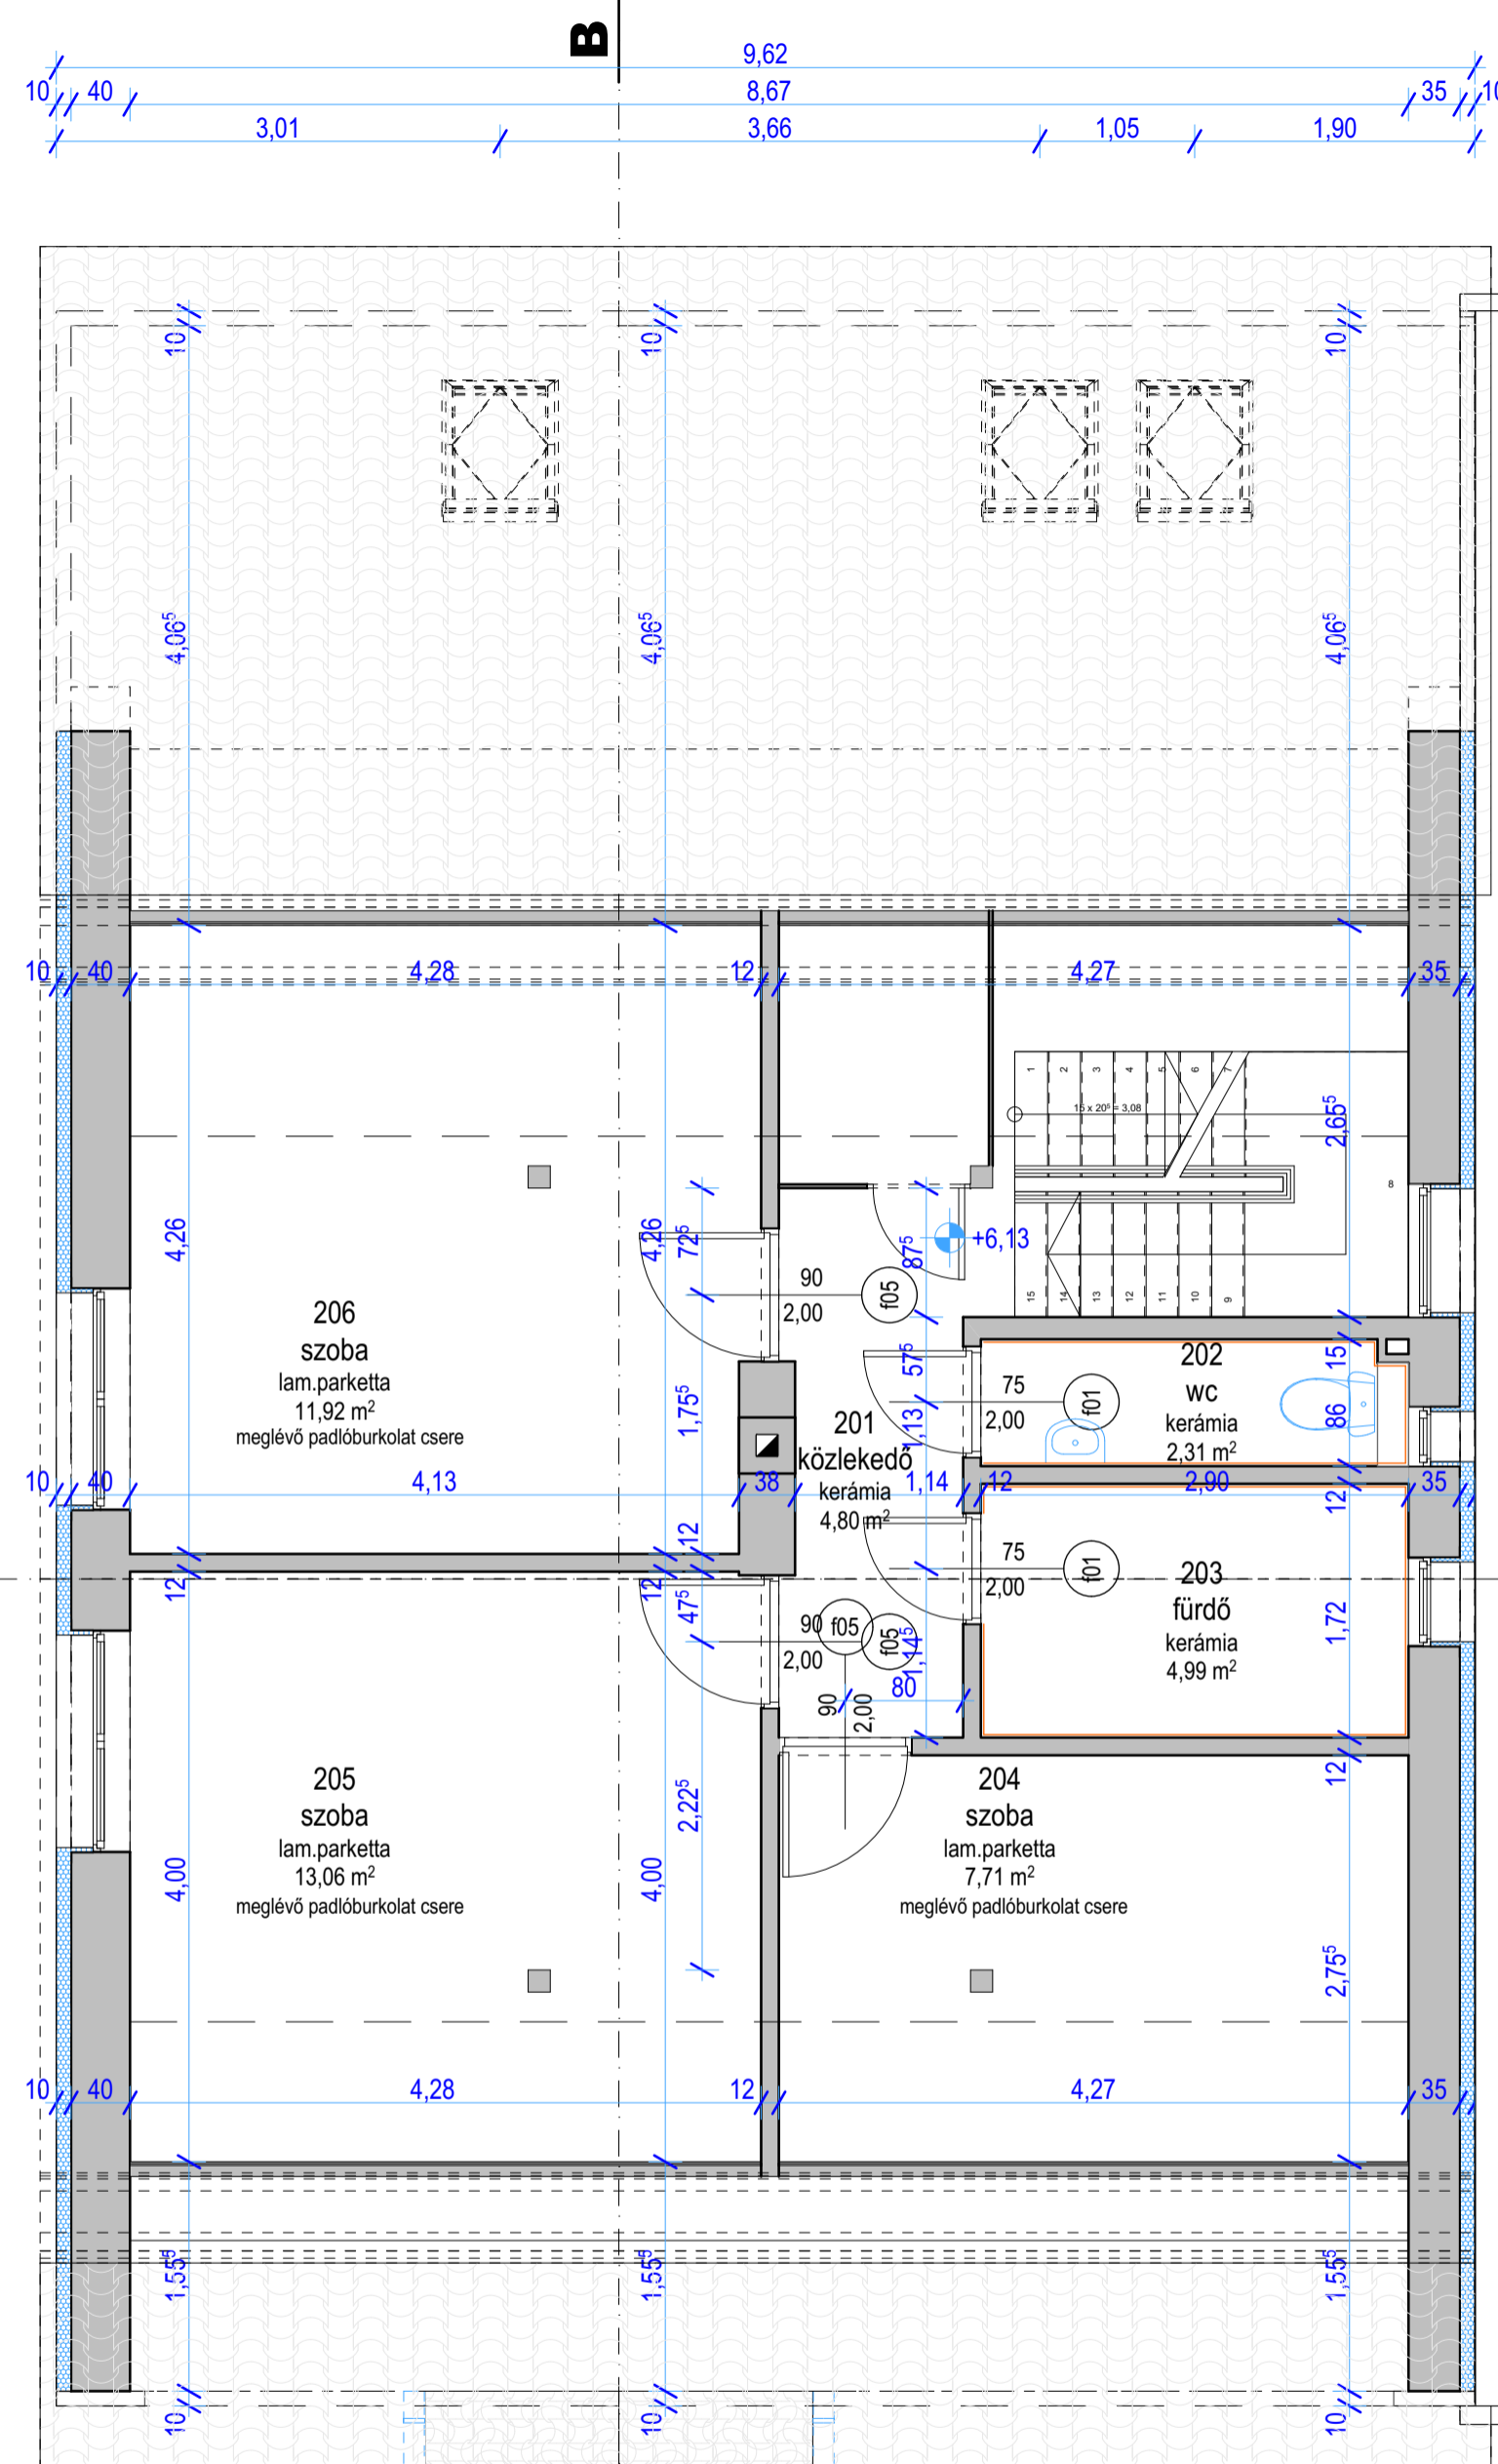 B
9,62
10 40 8,67 35 10
3,01 3,66 1,05 1,90
10 10 10
4,06⁵ 4,06⁵ 4,06⁵
10 40 4,28 12 4,27 35
1 2 3 4 5 6 7
15 x 20⁵ = 3,08
2,65⁵
8
4,26 4,26 72⁵ 87⁵ +6,13
15 14 13 12 11 10 9
90
2,00
f05
206
szoba
lam.parketta
11,92 m²
meglévő padlóburkolat csere
1,75⁵
57⁵
1,13
75
2,00
f01
202
wc
kerámia
2,31 m²
15
86
201
közlekedő
kerámia
4,80 m²
10 40 4,13 38 1,14 12 2,90 35
12 12
75
2,00
f01
203
fürdő
kerámia
4,99 m²
1,72
12 12 47⁵
90
2,00
f05
f05
1,14⁵
80
90
2,00
12
205
szoba
lam.parketta
13,06 m²
meglévő padlóburkolat csere
204
szoba
lam.parketta
7,71 m²
meglévő padlóburkolat csere
4,00 4,00 2,22⁵ 2,75⁵
10 40 4,28 12 4,27 35
1,55⁵ 1,55⁵ 1,55⁵
10 10 10